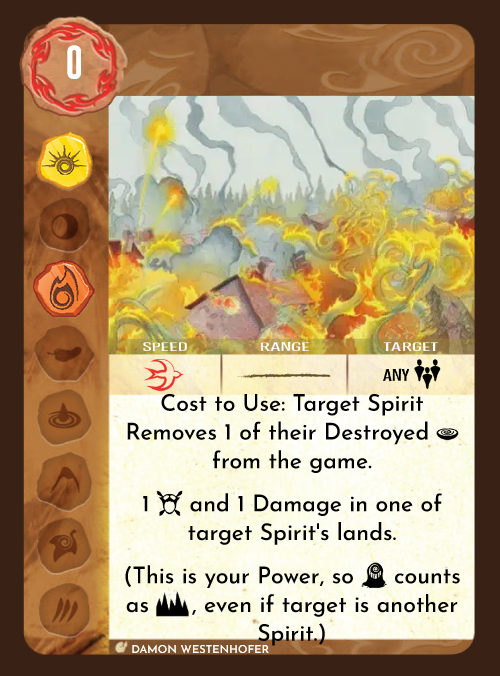 0
SPEED RANGE TARGET
ANY
Cost to Use: Target Spirit
Removes 1 of their Destroyed
from the game.
1 and 1 Damage in one of
target Spirit's lands.
(This is your Power, so counts
as , even if target is another
Spirit.)
DAMON WESTENHOFER